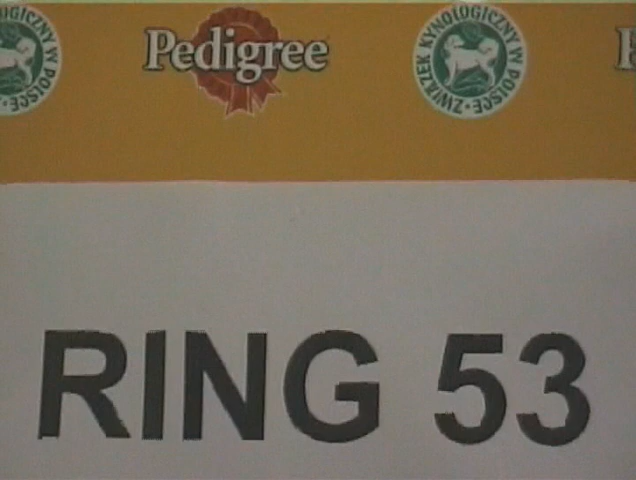 ZWIĄZEK KYNOLOGICZNY W POLSCE
Pedigree
ZWIĄZEK KYNOLOGICZNY W POLSCE
RING 53